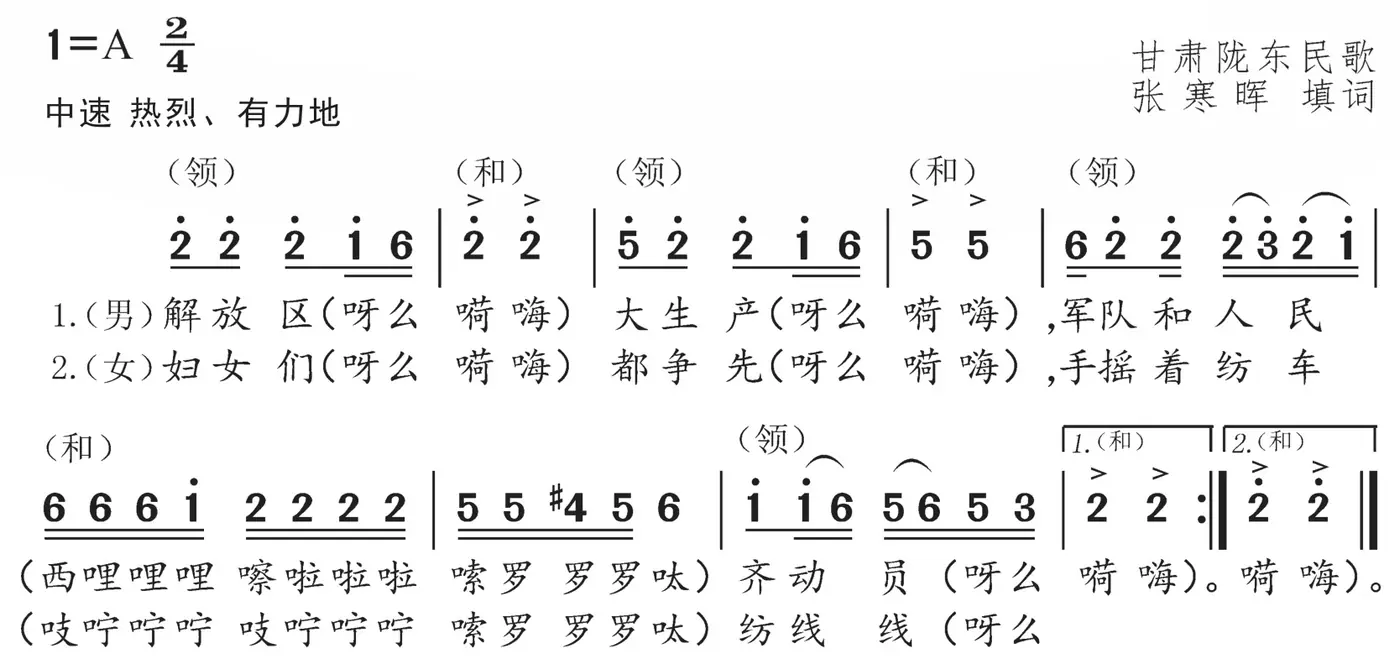 1=A 2/4
甘肃陇东民歌
中速 热烈、有力地
张寒晖 填词
(领) (和) (领) (和) (领)
2̇ 2̇ 2̇ 1̇ 6 | 2̇ 2̇ | 5 2̇ 2̇ 1̇ 6 | 5 5 | 6 2̇ 2̇ 2̇ 3̇ 2̇ 1̇ |
1.(男)解放 区(呀么 嗬嗨) 大生 产(呀么 嗬嗨),军队和人民
2.(女)妇女 们(呀么 嗬嗨) 都争 先(呀么 嗬嗨),手摇着纺车
(和) (领) 1.(和) 2.(和)
6 6 6 1̇ 2 2 2 2 | 5 5 #4 5 6 | 1̇ 1̇ 6 5 6 5 3 | 2 2 :‖ 2̇ 2̇ ‖
(西哩哩哩 嚓啦啦啦 嗦罗 罗罗呔) 齐动 员 (呀么 嗬嗨)。嗬嗨)。
(吱咛咛咛 吱咛咛咛 嗦罗 罗罗呔) 纺线 线 (呀么